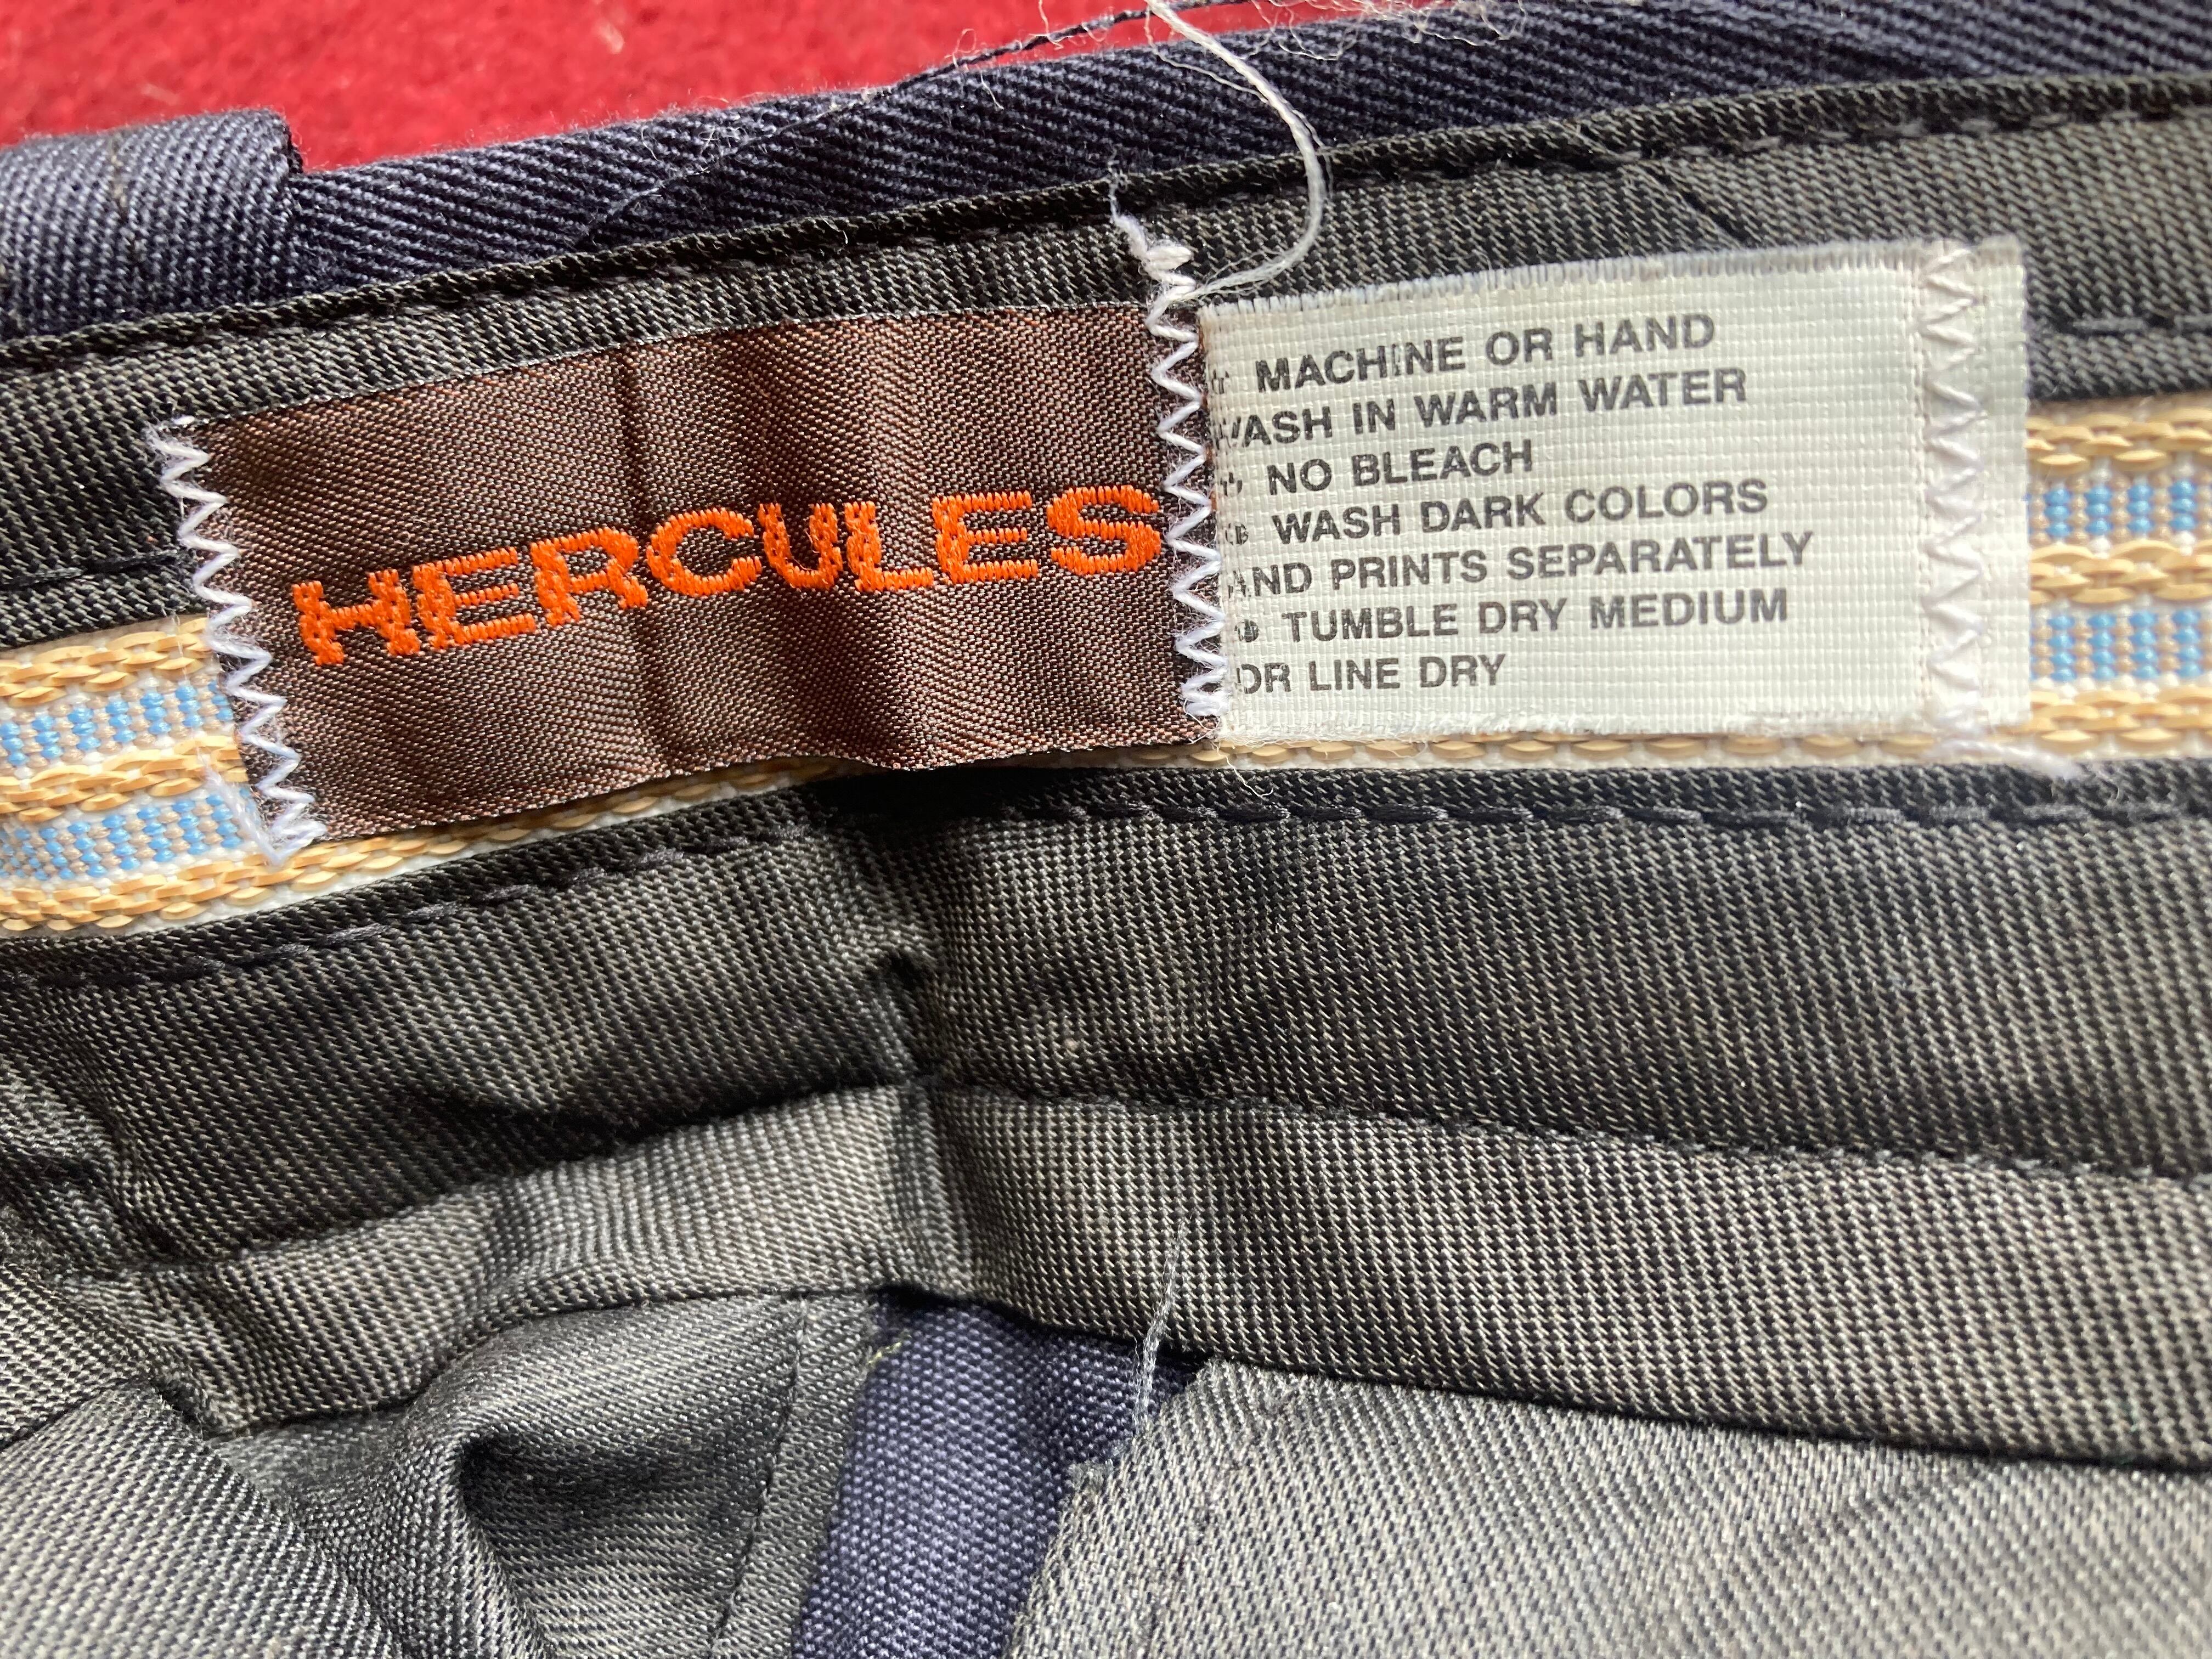 HERCULES
MACHINE OR HAND
WASH IN WARM WATER
NO BLEACH
WASH DARK COLORS
AND PRINTS SEPARATELY
TUMBLE DRY MEDIUM
OR LINE DRY